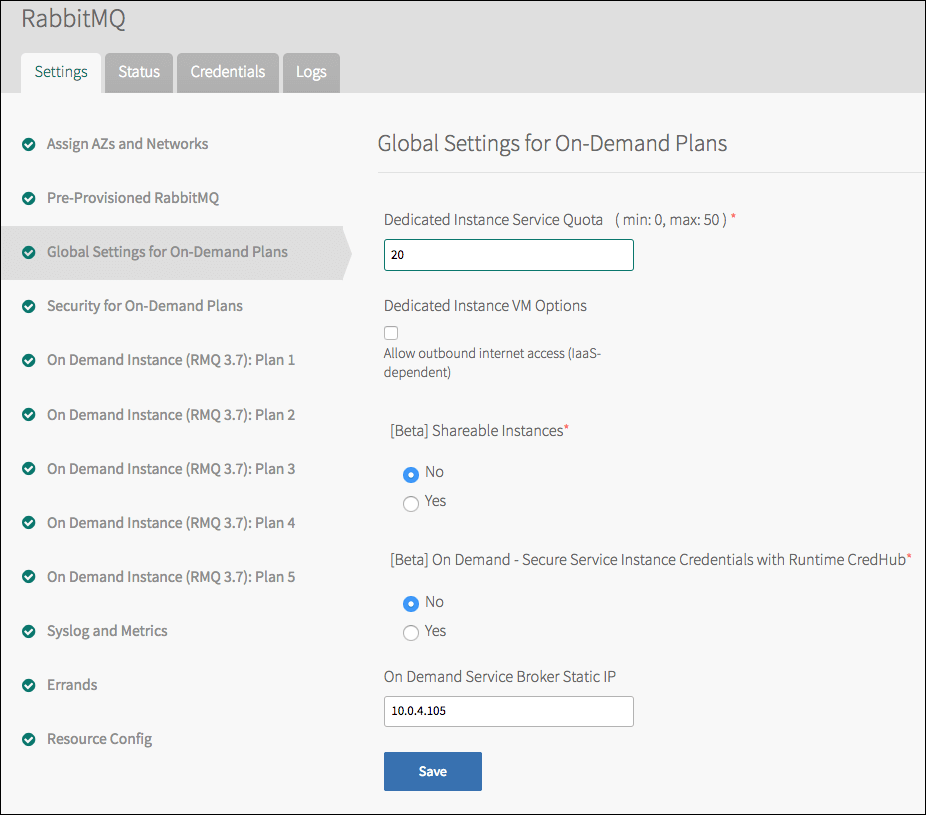 RabbitMQ
Settings
Status
Credentials
Logs
Assign AZs and Networks
Pre-Provisioned RabbitMQ
Global Settings for On-Demand Plans
Security for On-Demand Plans
On Demand Instance (RMQ 3.7): Plan 1
On Demand Instance (RMQ 3.7): Plan 2
On Demand Instance (RMQ 3.7): Plan 3
On Demand Instance (RMQ 3.7): Plan 4
On Demand Instance (RMQ 3.7): Plan 5
Syslog and Metrics
Errands
Resource Config
Global Settings for On-Demand Plans
Dedicated Instance Service Quota ( min: 0, max: 50 ) *
20
Dedicated Instance VM Options
Allow outbound internet access (IaaS-
dependent)
[Beta] Shareable Instances*
No
Yes
[Beta] On Demand - Secure Service Instance Credentials with Runtime CredHub*
No
Yes
On Demand Service Broker Static IP
10.0.4.105
Save